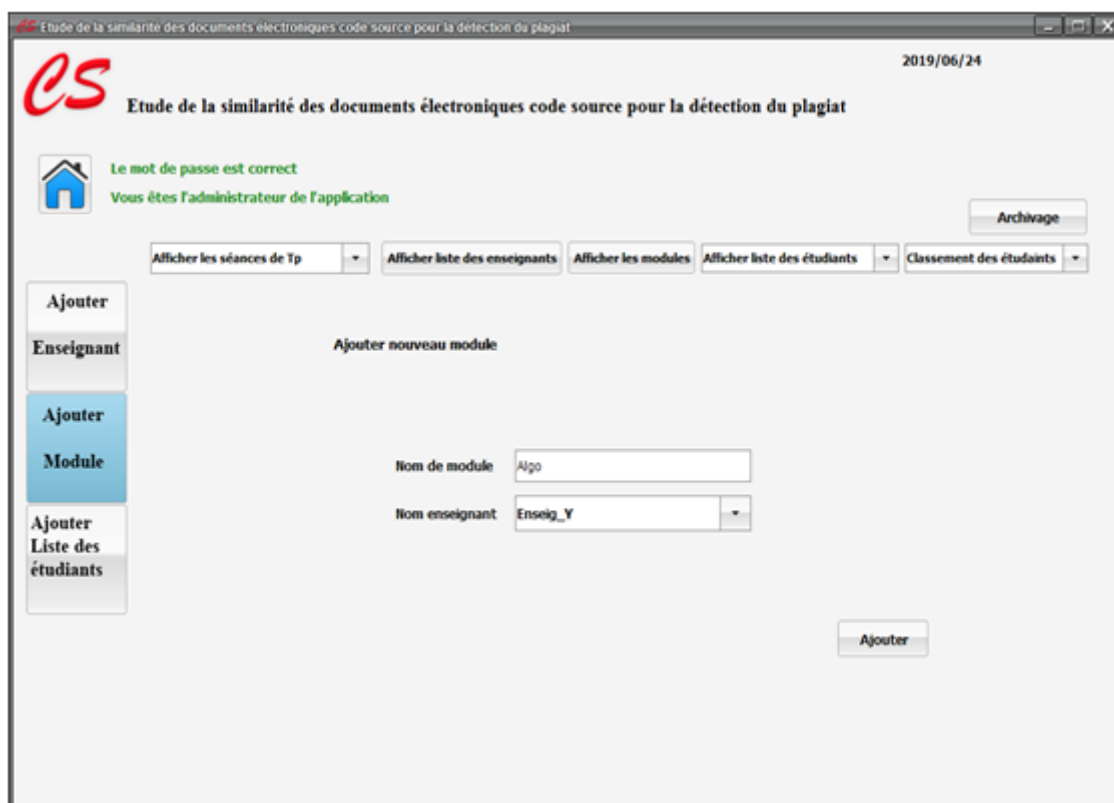 CS Etude de la similarité des documents électroniques code source pour la détection du plagiat
2019/06/24
CS
Etude de la similarité des documents électroniques code source pour la détection du plagiat
Le mot de passe est correct
Vous êtes l'administrateur de l'application
Archivage
Afficher les séances de Tp
Afficher liste des enseignants
Afficher les modules
Afficher liste des étudiants
Classement des étudaints
Ajouter
Enseignant
Ajouter nouveau module
Ajouter
Module
Nom de module
Algo
Nom enseignant
Enseig_Y
Ajouter
Liste des
étudiants
Ajouter